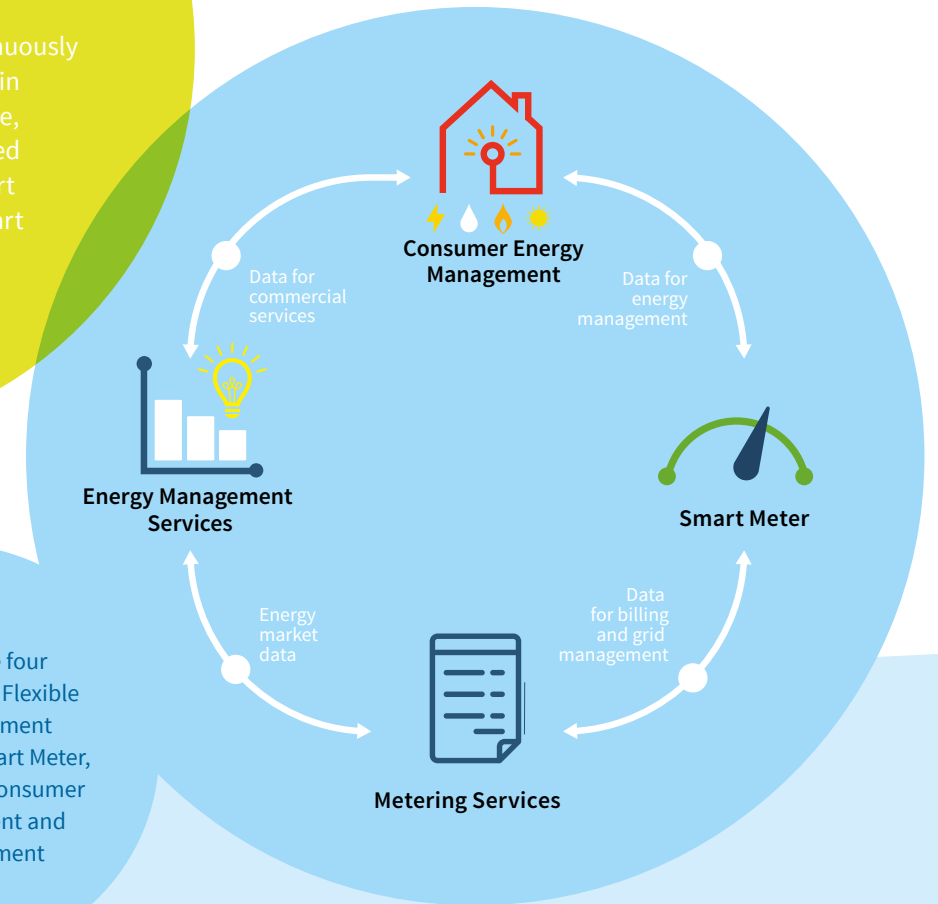 nuously
in
e,
ed
rt
art
Consumer Energy
Management
Data for
commercial
services
Data for
energy
management
Energy Management
Services
Smart Meter
Energy
market
data
Data
for billing
and grid
management
Metering Services
four
Flexible
ment
art Meter,
onsumer
ent and
ment